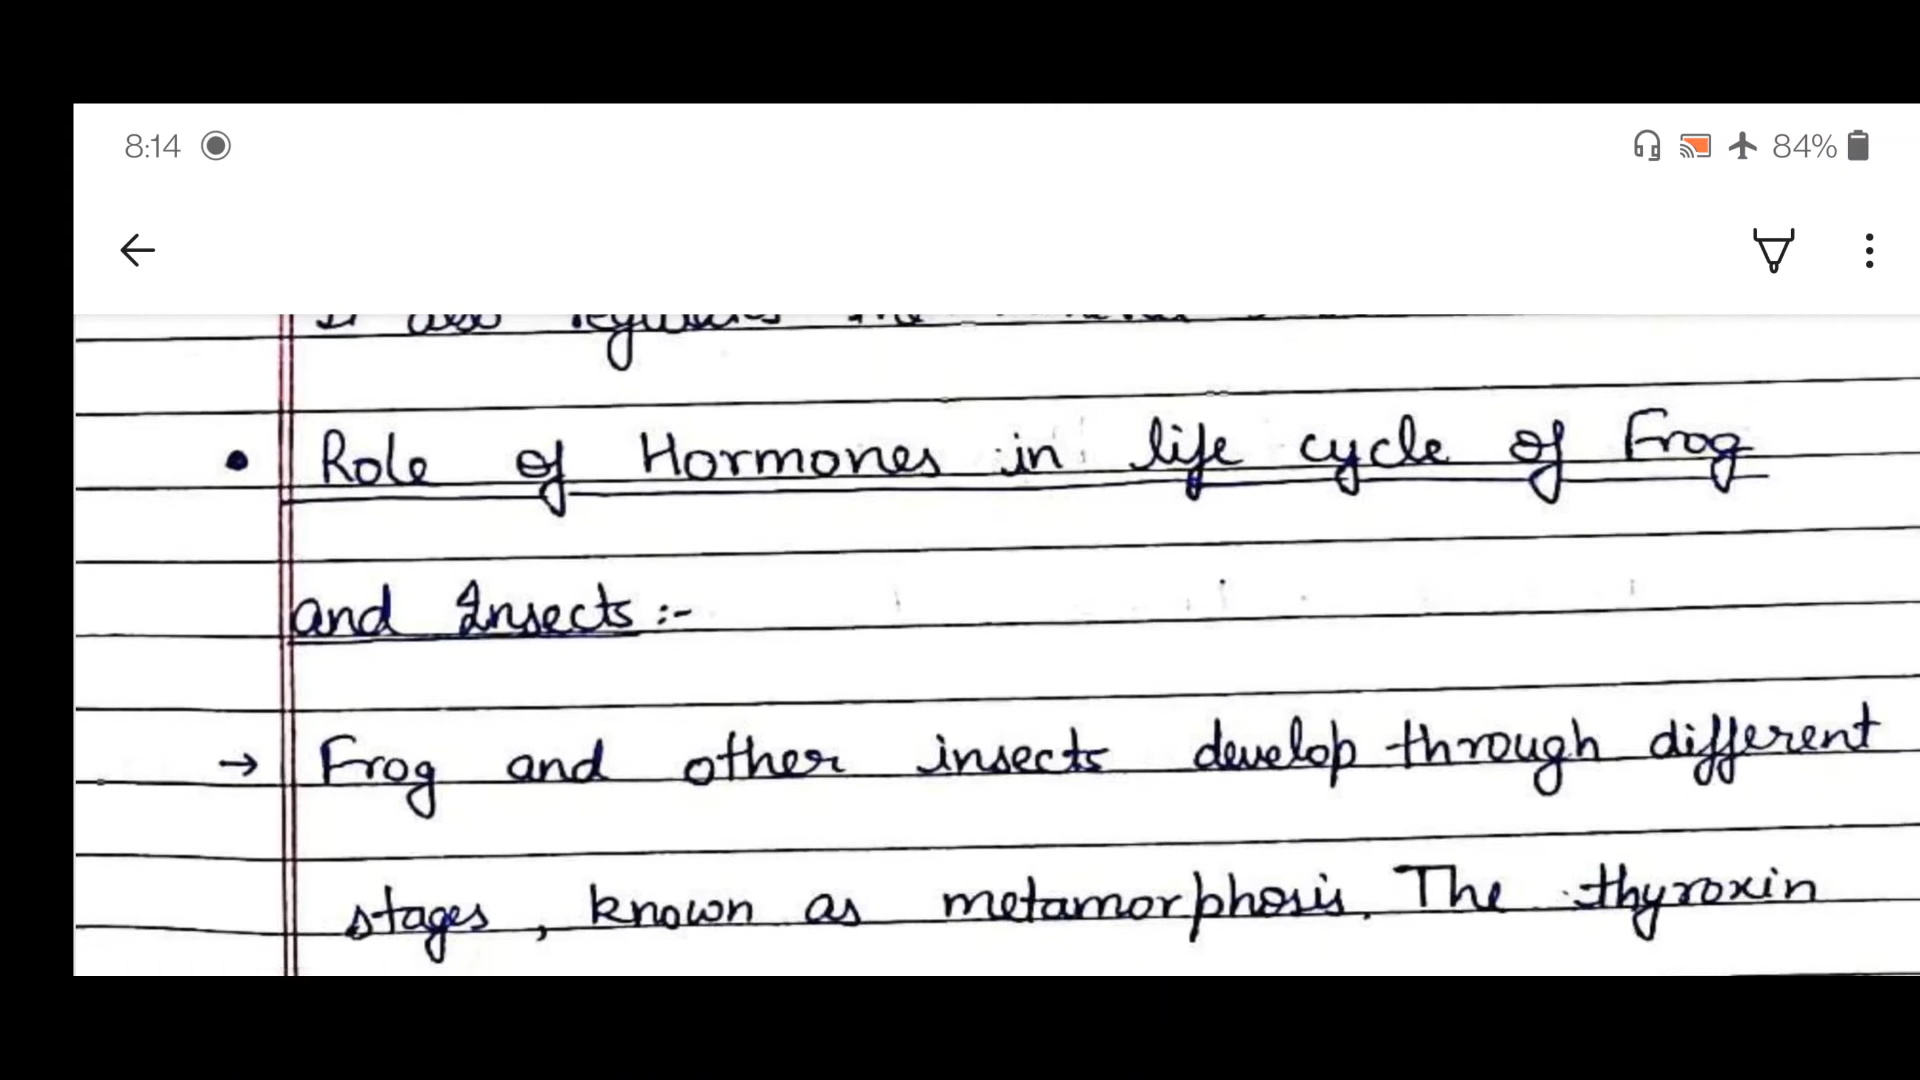 8:14 84%
• Role of Hormones in life cycle of Frog
and Insects :-
→ Frog and other insects develop through different
stages, known as metamorphosis. The thyroxin